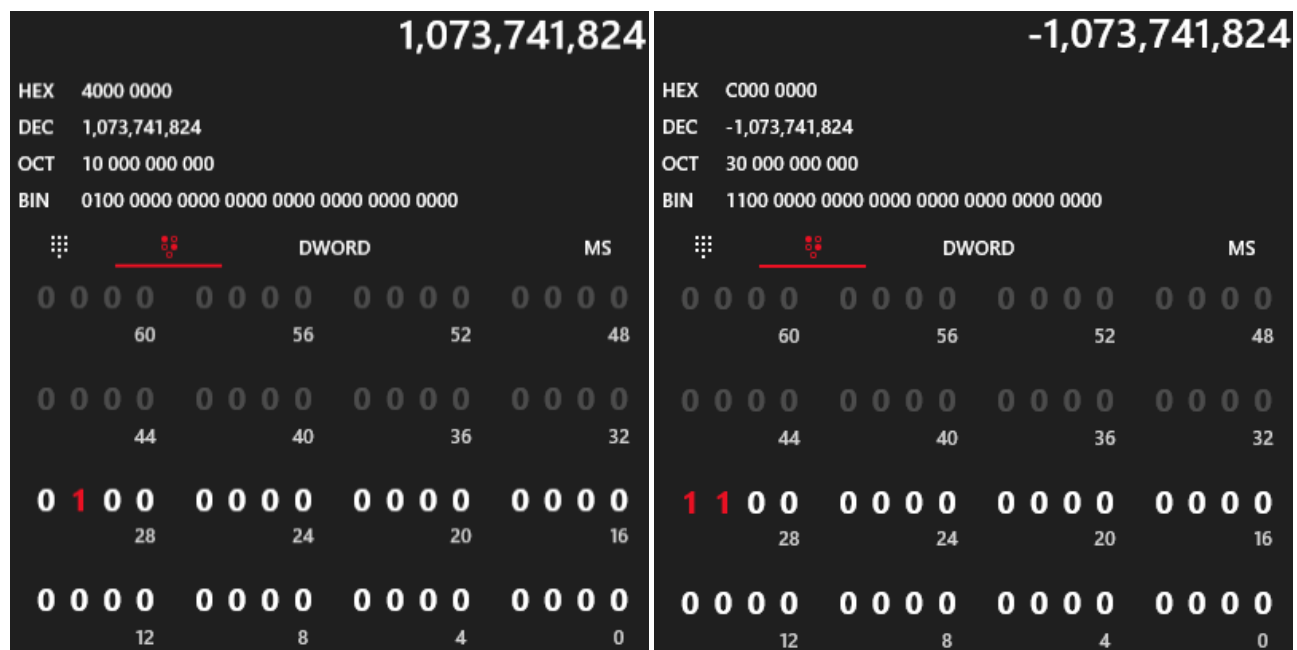 1,073,741,824
HEX 4000 0000
DEC 1,073,741,824
OCT 10 000 000 000
BIN 0100 0000 0000 0000 0000 0000 0000 0000
DWORD MS
0 0 0 0 0 0 0 0 0 0 0 0 0 0 0 0
60 56 52 48
0 0 0 0 0 0 0 0 0 0 0 0 0 0 0 0
44 40 36 32
0 1 0 0 0 0 0 0 0 0 0 0 0 0 0 0
28 24 20 16
0 0 0 0 0 0 0 0 0 0 0 0 0 0 0 0
12 8 4 0
-1,073,741,824
HEX C000 0000
DEC -1,073,741,824
OCT 30 000 000 000
BIN 1100 0000 0000 0000 0000 0000 0000 0000
DWORD MS
0 0 0 0 0 0 0 0 0 0 0 0 0 0 0 0
60 56 52 48
0 0 0 0 0 0 0 0 0 0 0 0 0 0 0 0
44 40 36 32
1 1 0 0 0 0 0 0 0 0 0 0 0 0 0 0
28 24 20 16
0 0 0 0 0 0 0 0 0 0 0 0 0 0 0 0
12 8 4 0